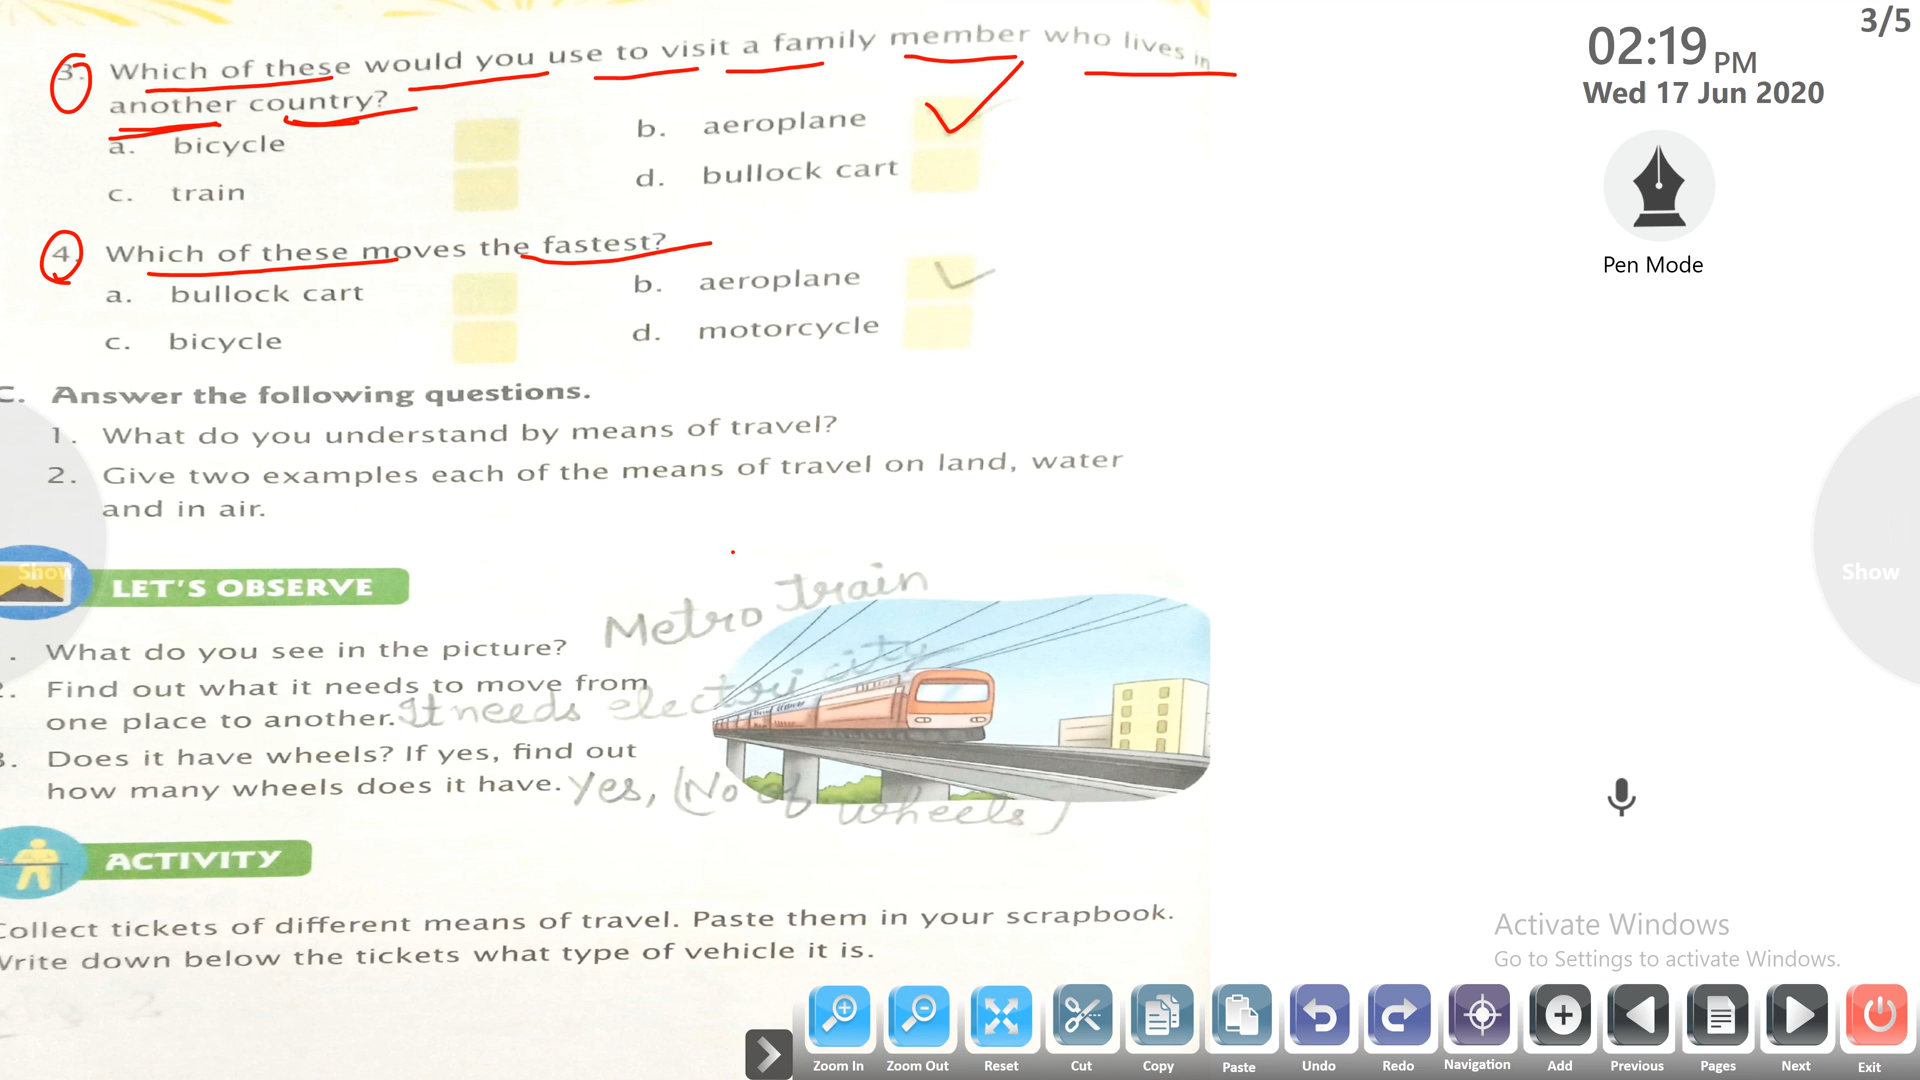 3. Which of these would you use to visit a family member who lives in
another country?
a. bicycle
b. aeroplane
c. train
d. bullock cart
4. Which of these moves the fastest?
a. bullock cart
b. aeroplane
c. bicycle
d. motorcycle
C. Answer the following questions.
1. What do you understand by means of travel?
2. Give two examples each of the means of travel on land, water
and in air.
Show
LET'S OBSERVE
Metro train
. What do you see in the picture?
2. Find out what it needs to move from
one place to another. It needs electricity
3. Does it have wheels? If yes, find out
how many wheels does it have. Yes, (No of wheels)
ACTIVITY
Collect tickets of different means of travel. Paste them in your scrapbook.
Write down below the tickets what type of vehicle it is.
3/5
02:19 PM
Wed 17 Jun 2020
Pen Mode
Show
Activate Windows
Go to Settings to activate Windows.
Zoom In
Zoom Out
Reset
Cut
Copy
Paste
Undo
Redo
Navigation
Add
Previous
Pages
Next
Exit